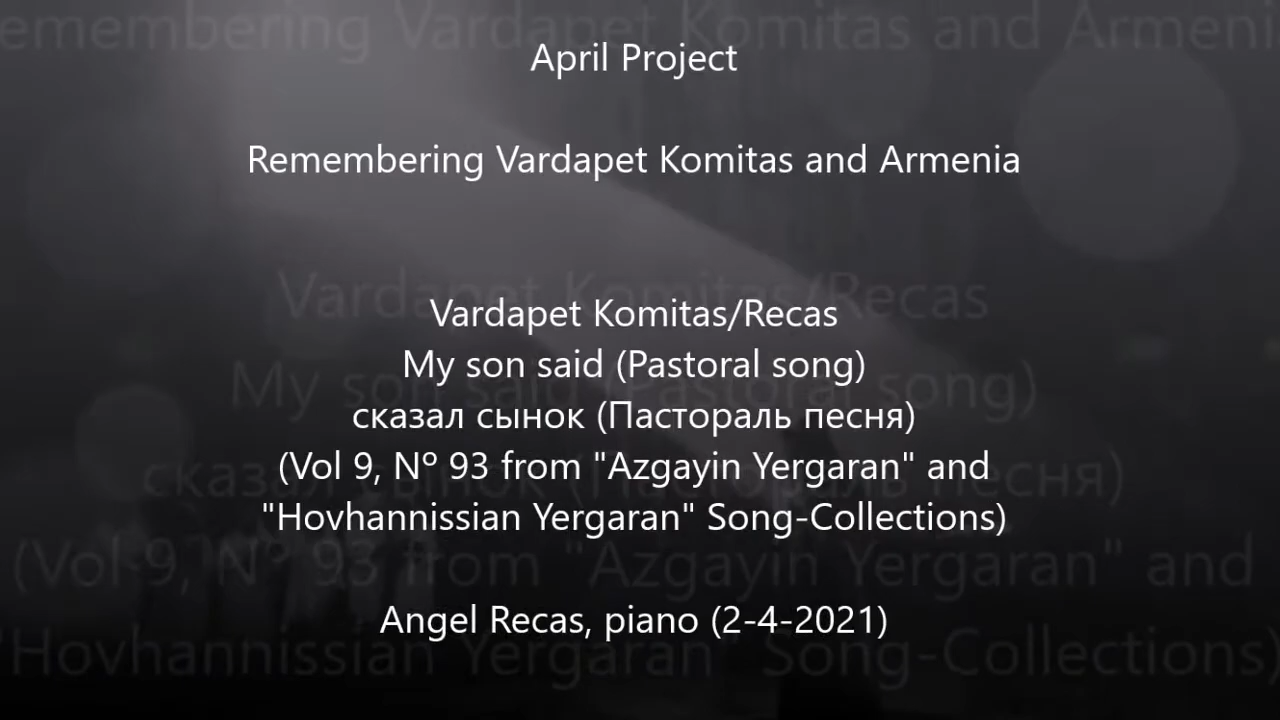 April Project
Remembering Vardapet Komitas and Armenia
Vardapet Komitas/Recas
My son said (Pastoral song)
сказал сынок (Пастораль песня)
(Vol 9, Nº 93 from "Azgayin Yergaran" and
"Hovhannissian Yergaran" Song-Collections)
Angel Recas, piano (2-4-2021)